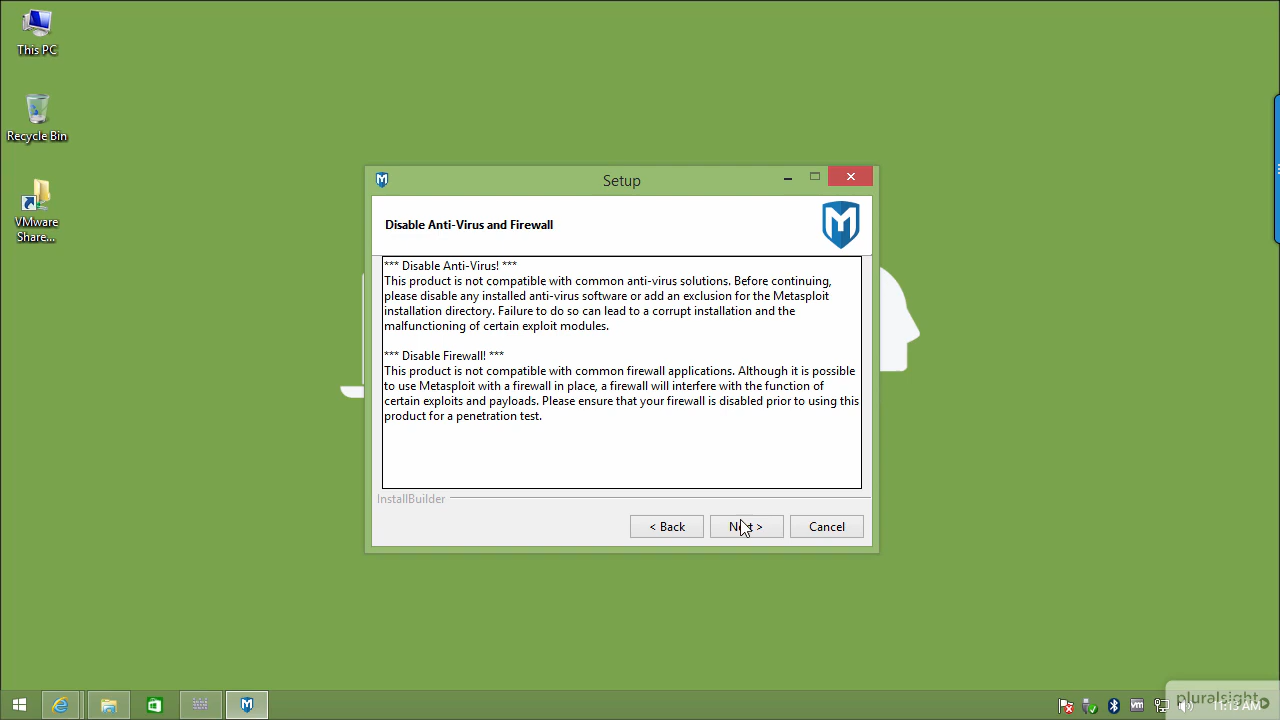 This PC
Recycle Bin
VMware
Share...
Setup
Disable Anti-Virus and Firewall
*** Disable Anti-Virus! ***
This product is not compatible with common anti-virus solutions. Before continuing,
please disable any installed anti-virus software or add an exclusion for the Metasploit
installation directory. Failure to do so can lead to a corrupt installation and the
malfunctioning of certain exploit modules.
*** Disable Firewall! ***
This product is not compatible with common firewall applications. Although it is possible
to use Metasploit with a firewall in place, a firewall will interfere with the function of
certain exploits and payloads. Please ensure that your firewall is disabled prior to using this
product for a penetration test.
InstallBuilder
< Back
Next >
Cancel
vm
11:13 AM
pluralsight